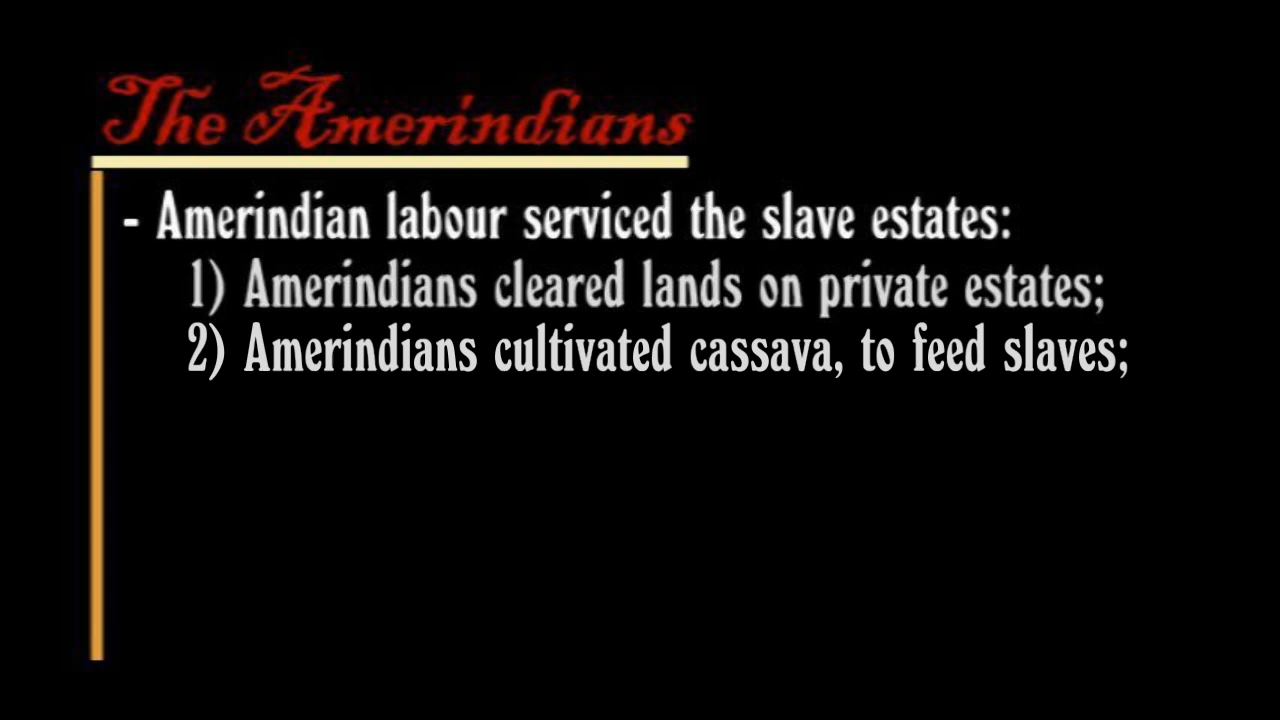 The Amerindians
- Amerindian labour serviced the slave estates:
1) Amerindians cleared lands on private estates;
2) Amerindians cultivated cassava, to feed slaves;